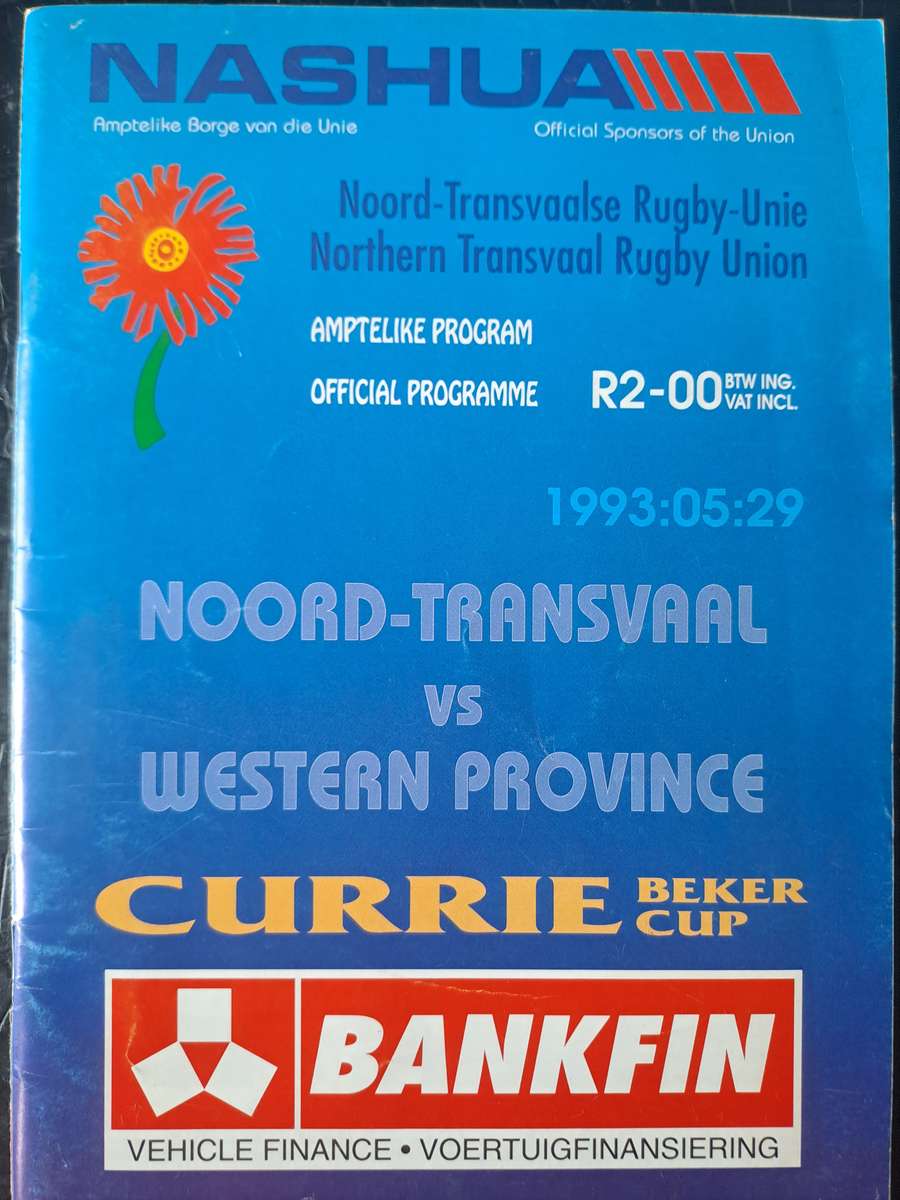 NASHUA
Amptelike Borge van die Unie
Official Sponsors of the Union
Noord-Transvaalse Rugby-Unie
Northern Transvaal Rugby Union
AMPTELIKE PROGRAM
OFFICIAL PROGRAMME R2-00 BTW ING. VAT INCL.
1993:05:29
NOORD-TRANSVAAL
VS
WESTERN PROVINCE
CURRIE BEKER CUP
BANKFIN
VEHICLE FINANCE • VOERTUIGFINANSIERING